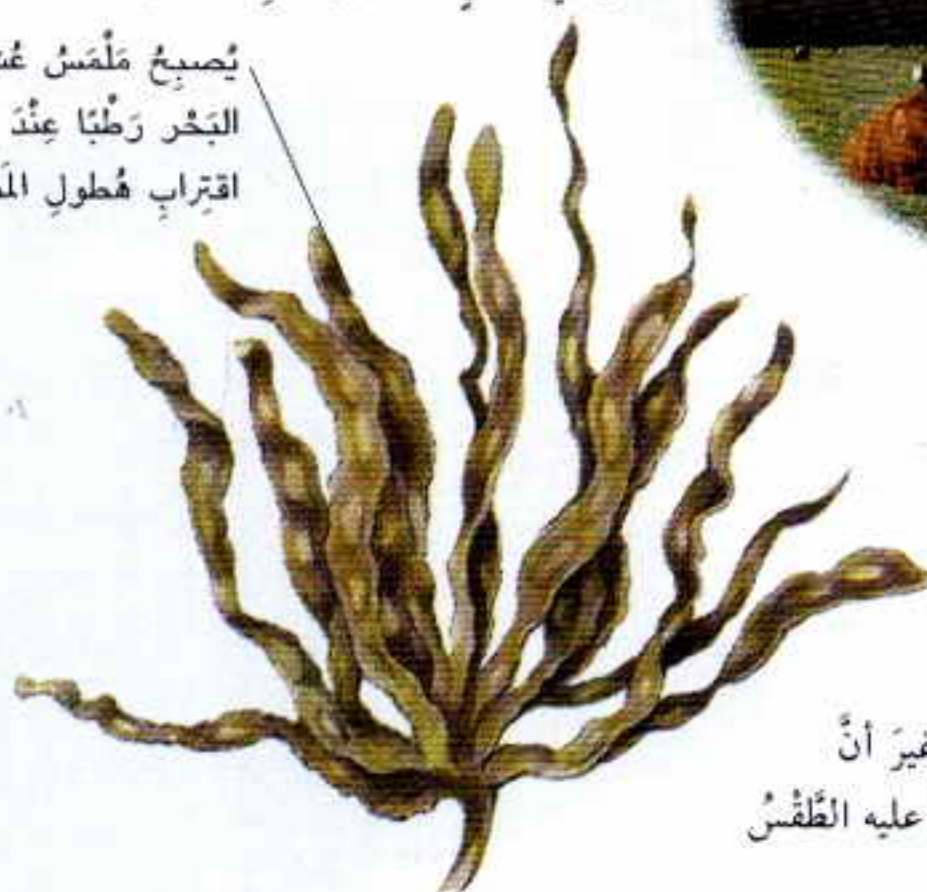 يُصبِحُ مَلْمَسُ
البَحْر رَطْبًا عِنْدَ
اقتِرابِ هُطولِ
غيرَ أنَّ
عليه الطَّقْسُ